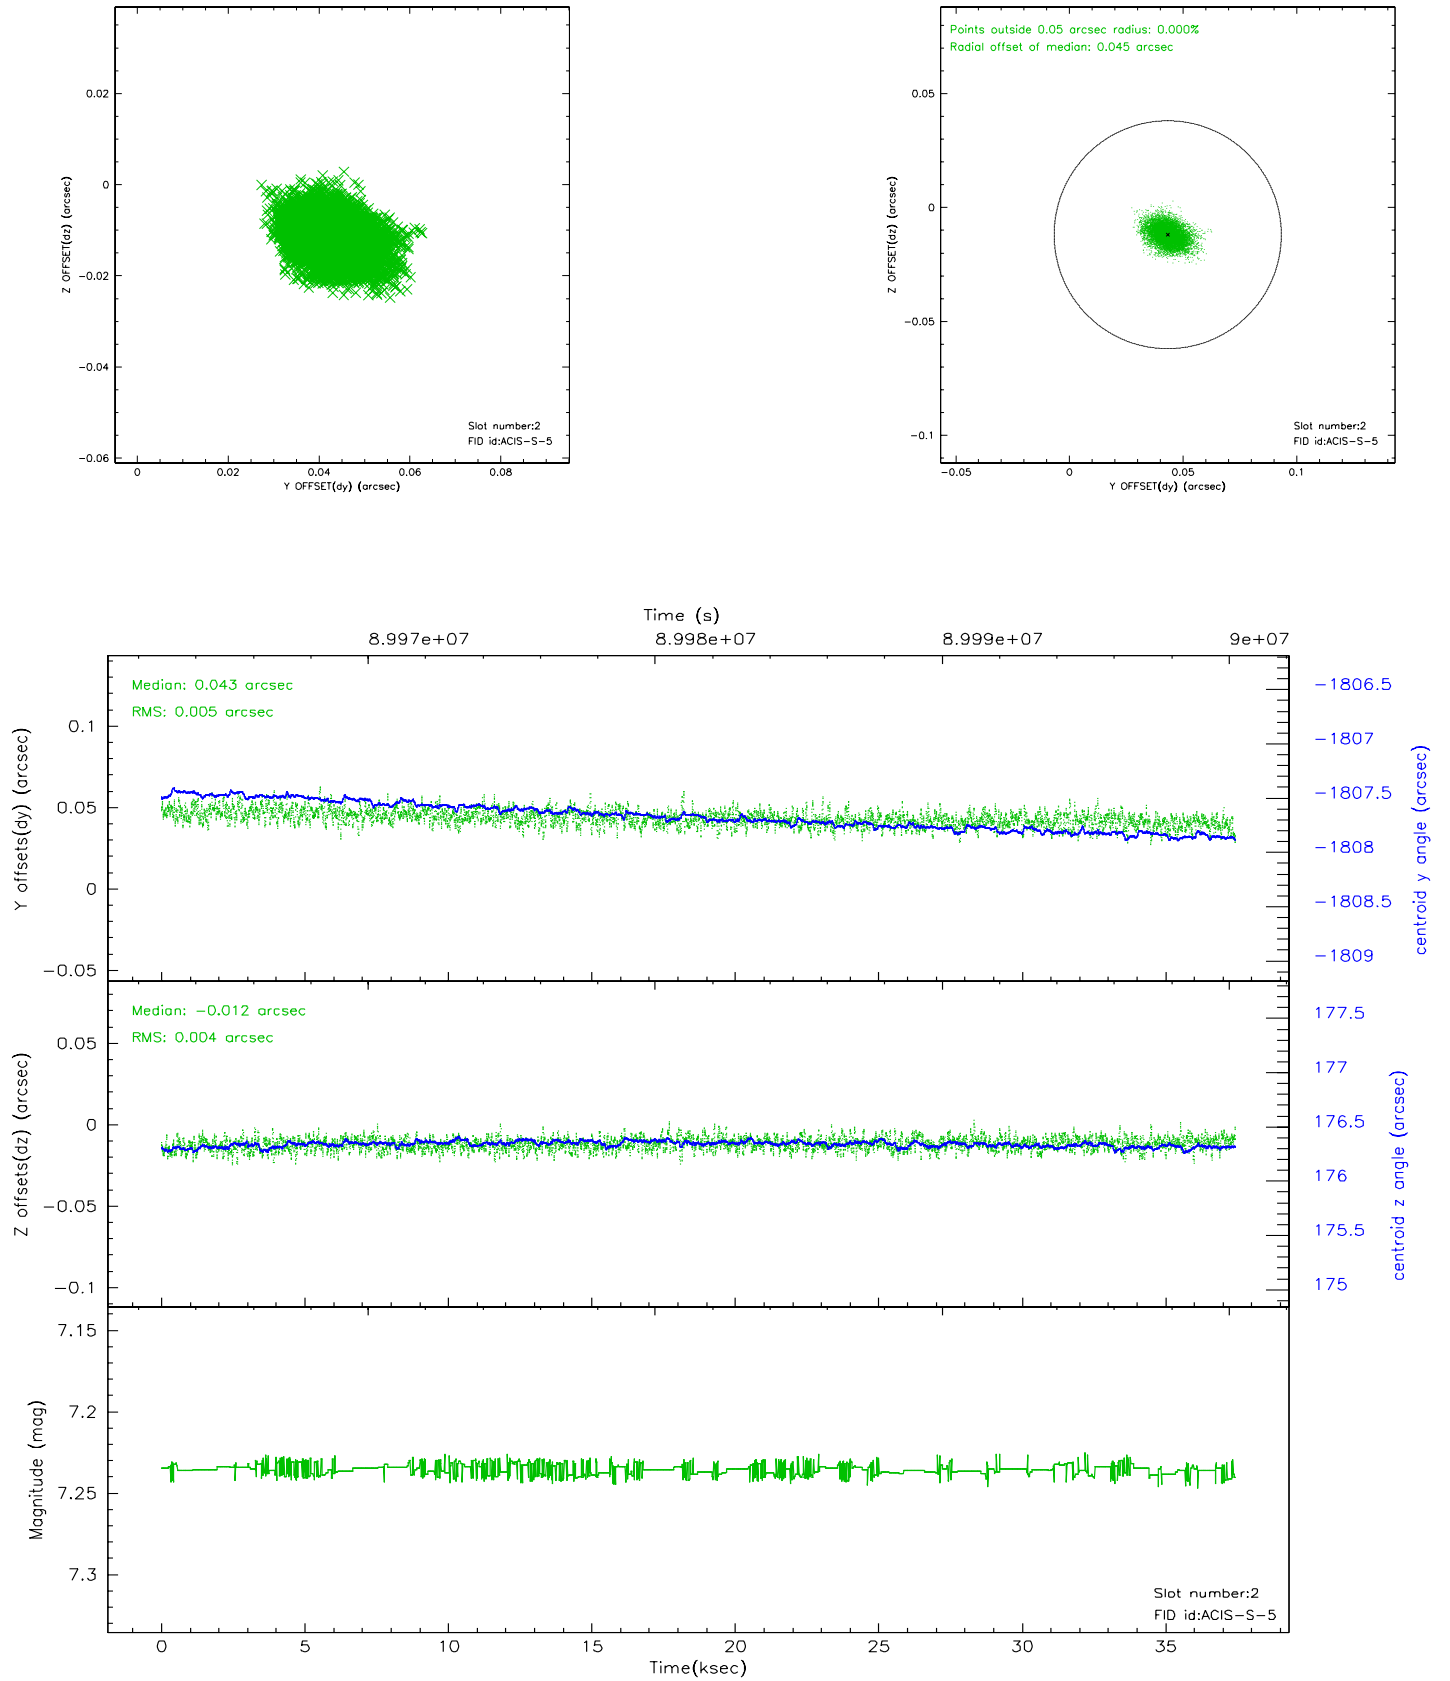 0.02
0
-0.02
-0.04
-0.06
Z OFFSET(dz) (arcsec)
Slot number:2
FID id:ACIS-S-5
0 0.02 0.04 0.06 0.08
Y OFFSET(dy) (arcsec)
Points outside 0.05 arcsec radius: 0.000%
Radial offset of median: 0.045 arcsec
0.05
0
-0.05
-0.1
Z OFFSET(dz) (arcsec)
Slot number:2
FID id:ACIS-S-5
-0.05 0 0.05 0.1
Y OFFSET(dy) (arcsec)
Time (s)
8.997e+07 8.998e+07 8.999e+07 9e+07
Median: 0.043 arcsec
RMS: 0.005 arcsec
0.1
0.05
0
-0.05
Y offsets(dy) (arcsec)
-1806.5
-1807
-1807.5
-1808
-1808.5
-1809
centroid y angle (arcsec)
Median: -0.012 arcsec
RMS: 0.004 arcsec
0.05
0
-0.05
-0.1
Z offsets(dz) (arcsec)
177.5
177
176.5
176
175.5
175
centroid z angle (arcsec)
7.15
7.2
7.25
7.3
Magnitude (mag)
Slot number:2
FID id:ACIS-S-5
0 5 10 15 20 25 30 35
Time(ksec)